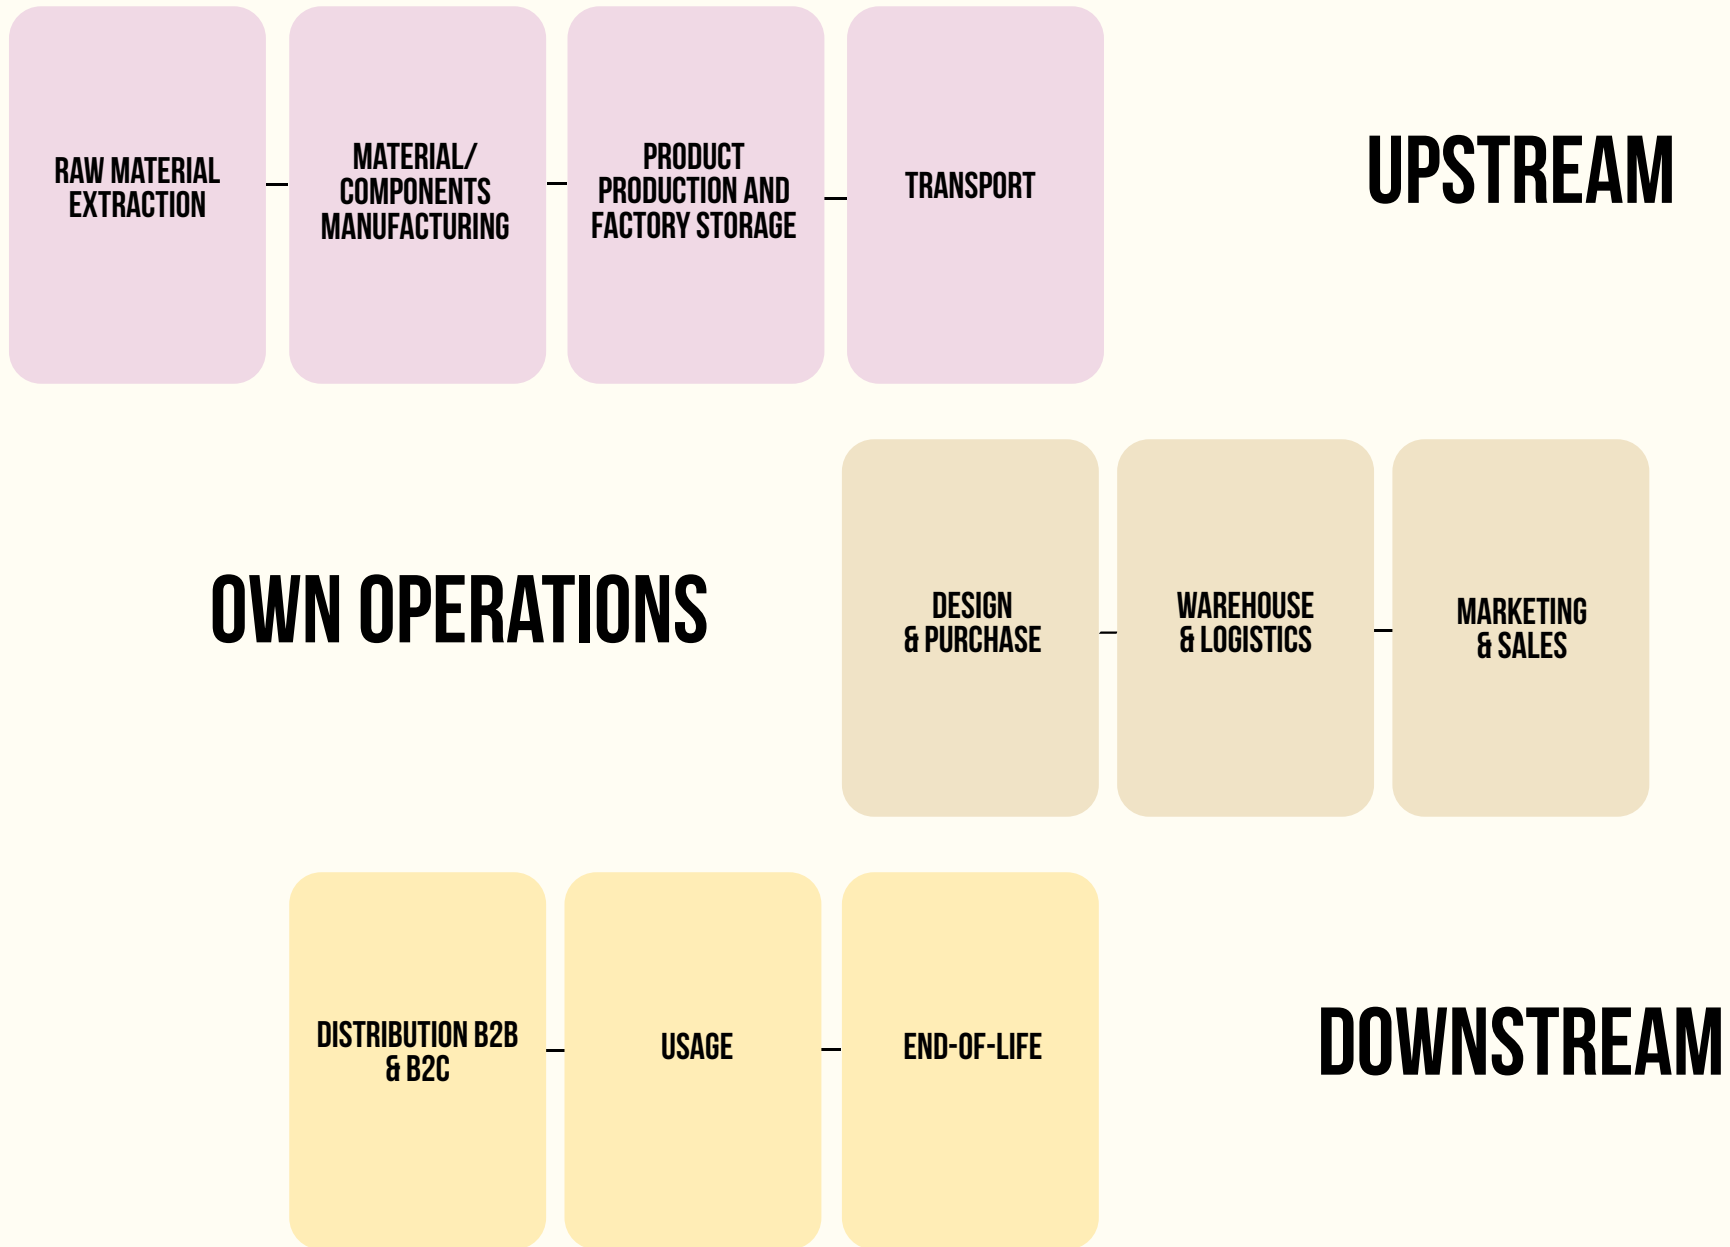 RAW MATERIAL
EXTRACTION
MATERIAL/
COMPONENTS
MANUFACTURING
PRODUCT
PRODUCTION AND
FACTORY STORAGE
TRANSPORT
UPSTREAM
OWN OPERATIONS
DESIGN
& PURCHASE
WAREHOUSE
& LOGISTICS
MARKETING
& SALES
DISTRIBUTION B2B
& B2C
USAGE
END-OF-LIFE
DOWNSTREAM